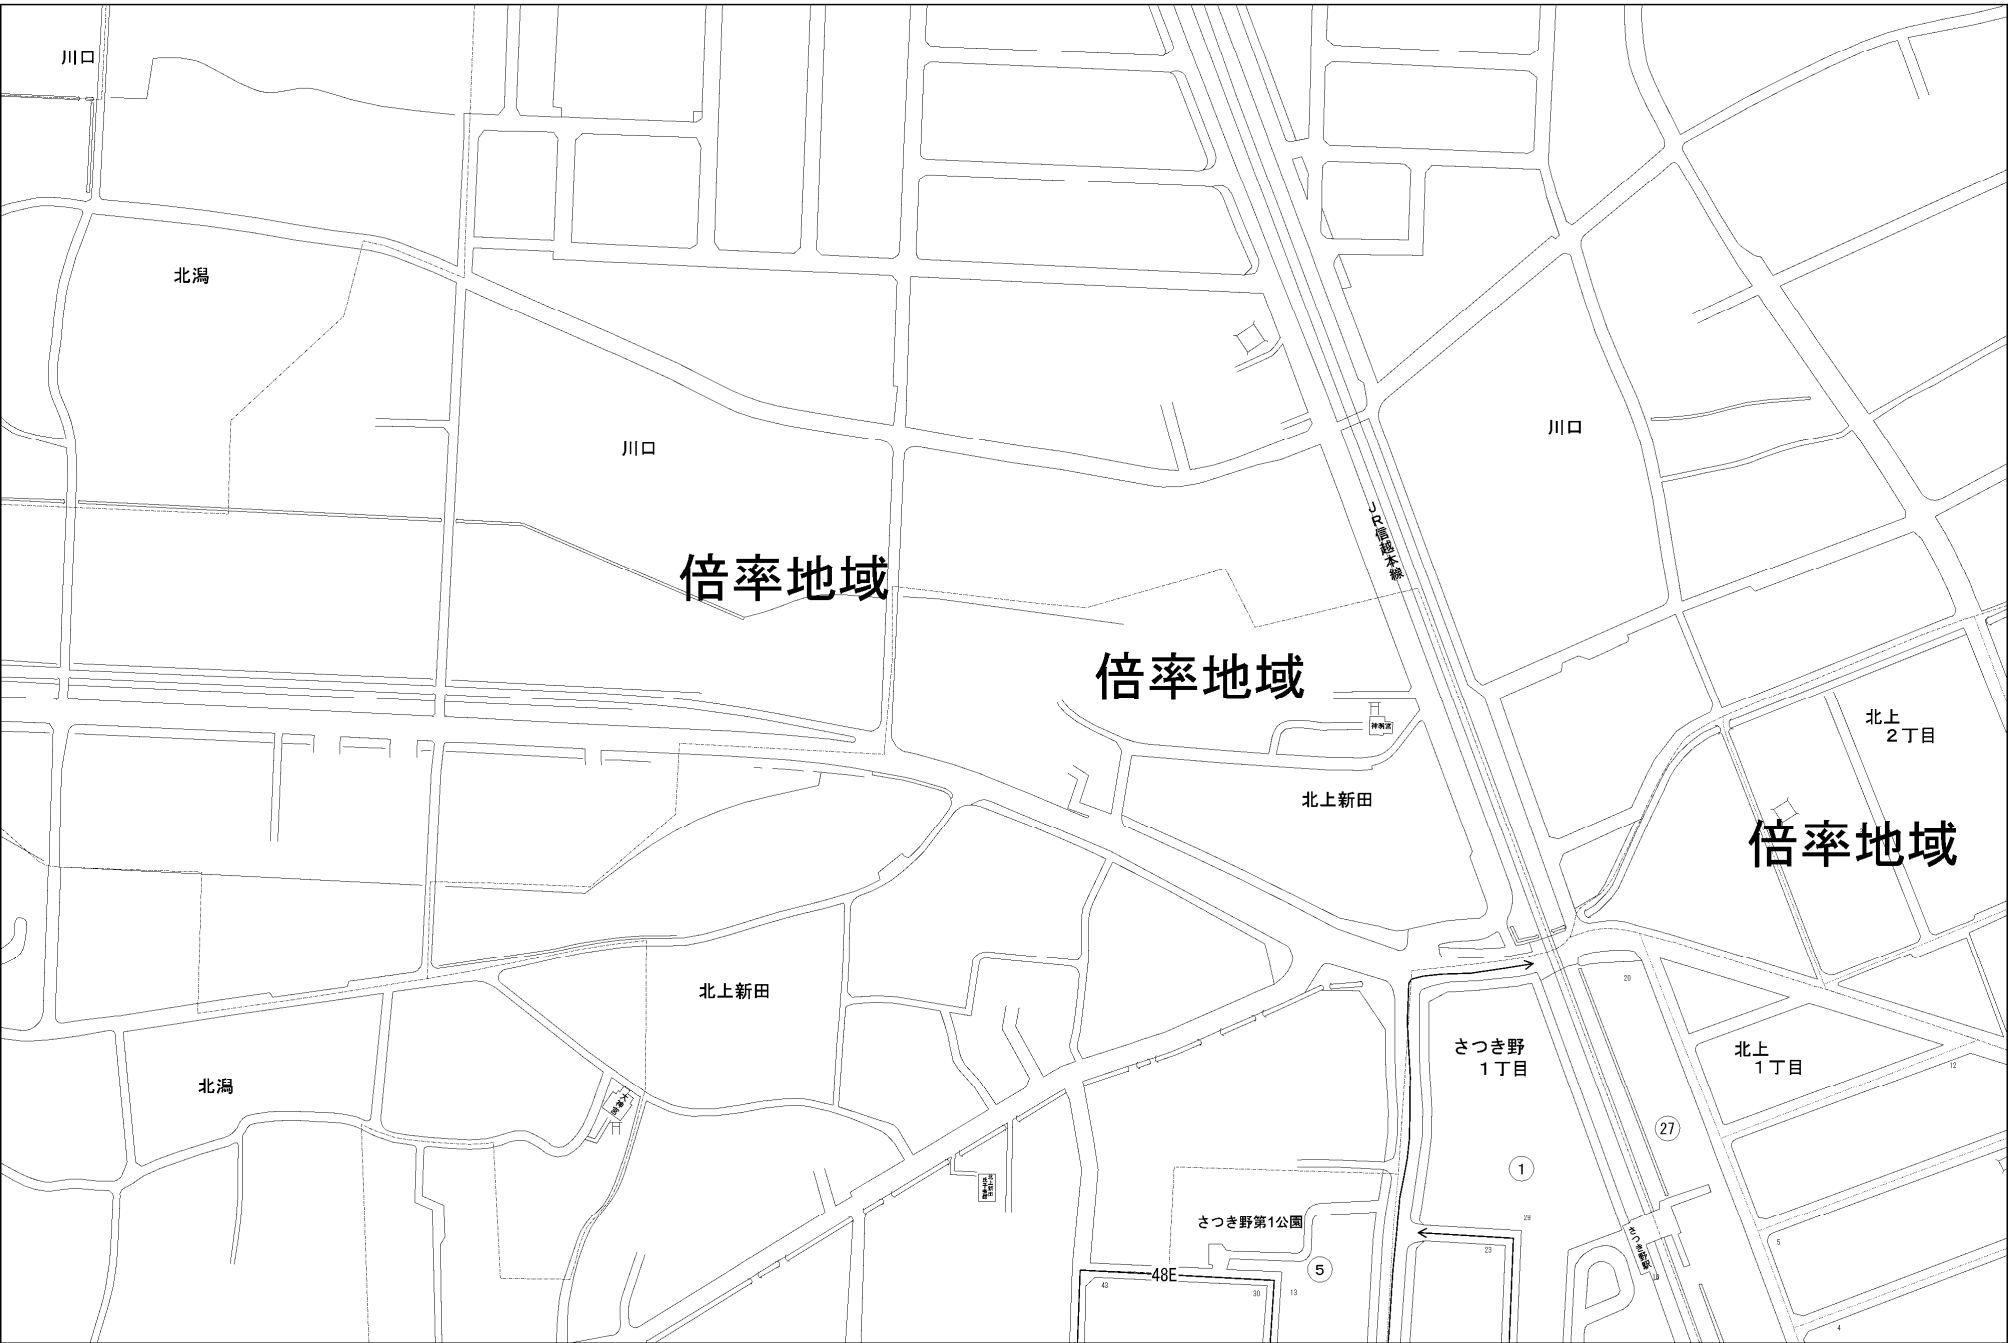 川口
北潟
川口
川口
JR信越本線
倍率地域
倍率地域
神明宮
北上
2丁目
北上新田
倍率地域
北上新田
20
さつき野
1丁目
北上
1丁目
12
北潟
大神宮
27
1
さつき野第1公園
29
23
5
5
48E
43
30
13
さつき野駅
4